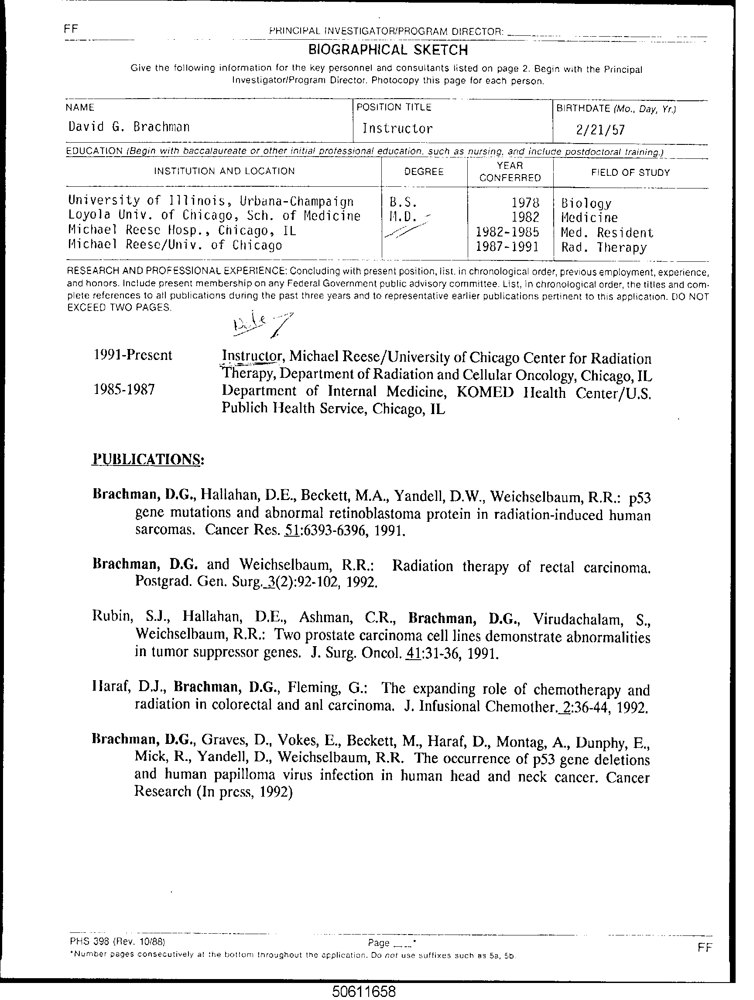 FF
PRINCIPAL INVESTIGATOR/PROGRAM DIRECTOR:
BIOGRAPHICAL SKETCH
Give the following information for the key personnel and consultants listed on page 2. Begin with the Principal
Investigator/Program Director. Photocopy this page for each person.
NAME POSITION TITLE BIRTHDATE (Mo., Day, Yr.)
David G. Brachman Instructor 2/21/57
EDUCATION (Begin with baccalaureate or other initial professional education, such as nursing, and include postdoctoral training.)
INSTITUTION AND LOCATION DEGREE YEAR CONFERRED FIELD OF STUDY
University of Illinois, Urbana-Champaign B.S. 1978 Biology
Loyola Univ. of Chicago, Sch. of Medicine M.D. 1982 Medicine
Michael Reese Hosp., Chicago, IL 1982-1985 Med. Resident
Michael Reese/Univ. of Chicago 1987-1991 Rad. Therapy
RESEARCH AND PROFESSIONAL EXPERIENCE: Concluding with present position, list, in chronological order, previous employment, experience,
and honors. Include present membership on any Federal Government public advisory committee. List, in chronological order, the titles and com-
plete references to all publications during the past three years and to representative earlier publications pertinent to this application. DO NOT
EXCEED TWO PAGES.
1991-Present Instructor, Michael Reese/University of Chicago Center for Radiation
Therapy, Department of Radiation and Cellular Oncology, Chicago, IL
1985-1987 Department of Internal Medicine, KOMED Health Center/U.S.
Publich Health Service, Chicago, IL
PUBLICATIONS:
Brachman, D.G., Hallahan, D.E., Beckett, M.A., Yandell, D.W., Weichselbaum, R.R.: p53
gene mutations and abnormal retinoblastoma protein in radiation-induced human
sarcomas. Cancer Res. 51:6393-6396, 1991.
Brachman, D.G. and Weichselbaum, R.R.: Radiation therapy of rectal carcinoma.
Postgrad. Gen. Surg. 3(2):92-102, 1992.
Rubin, S.J., Hallahan, D.E., Ashman, C.R., Brachman, D.G., Virudachalam, S.,
Weichselbaum, R.R.: Two prostate carcinoma cell lines demonstrate abnormalities
in tumor suppressor genes. J. Surg. Oncol. 41:31-36, 1991.
Haraf, D.J., Brachman, D.G., Fleming, G.: The expanding role of chemotherapy and
radiation in colorectal and anl carcinoma. J. Infusional Chemother. 2:36-44, 1992.
Brachman, D.G., Graves, D., Vokes, E., Beckett, M., Haraf, D., Montag, A., Dunphy, E.,
Mick, R., Yandell, D., Weichselbaum, R.R. The occurrence of p53 gene deletions
and human papilloma virus infection in human head and neck cancer. Cancer
Research (In press, 1992)
PHS 398 (Rev. 10/88) Page ___*
*Number pages consecutively at the bottom throughout the application. Do not use suffixes such as 5a, 5b.
FF
50611658